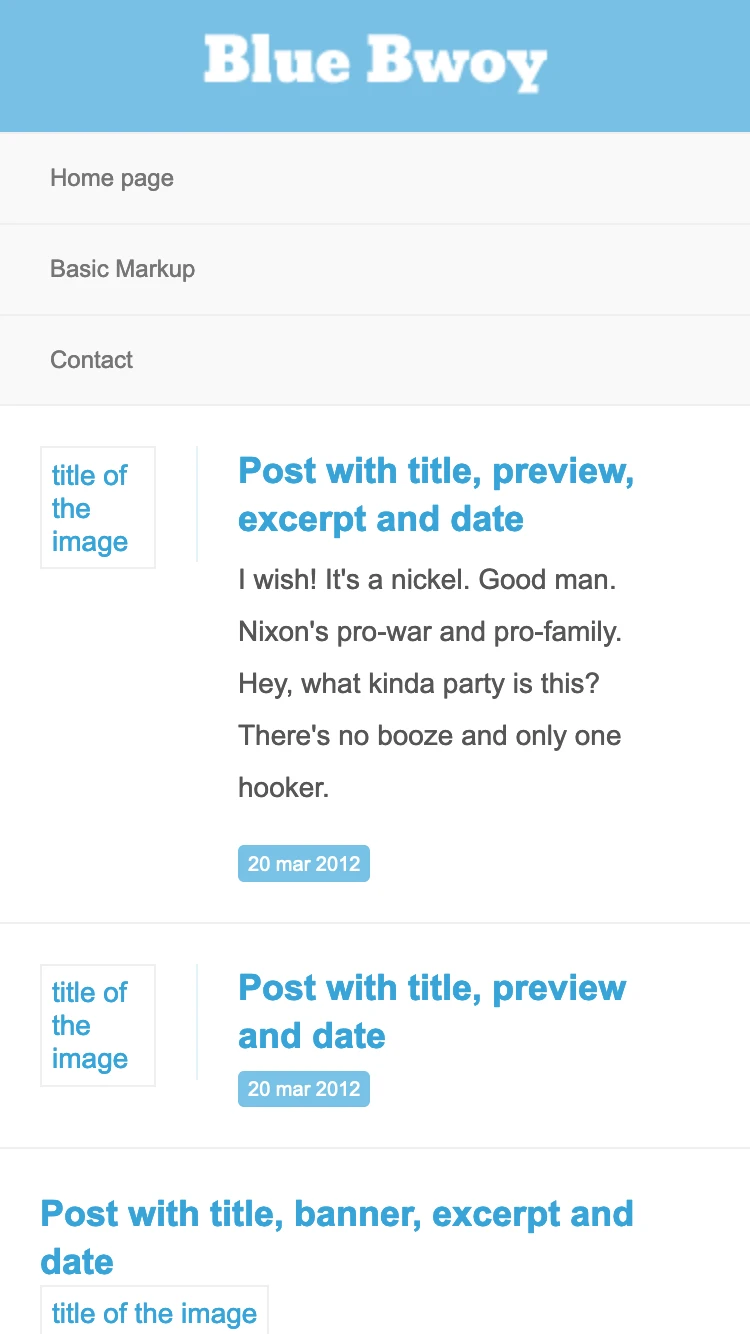 Blue Bwoy
Home page
Basic Markup
Contact
title of
the
image
Post with title, preview,
excerpt and date
I wish! It's a nickel. Good man.
Nixon's pro-war and pro-family.
Hey, what kinda party is this?
There's no booze and only one
hooker.
20 mar 2012
title of
the
image
Post with title, preview
and date
20 mar 2012
Post with title, banner, excerpt and
date
title of the image